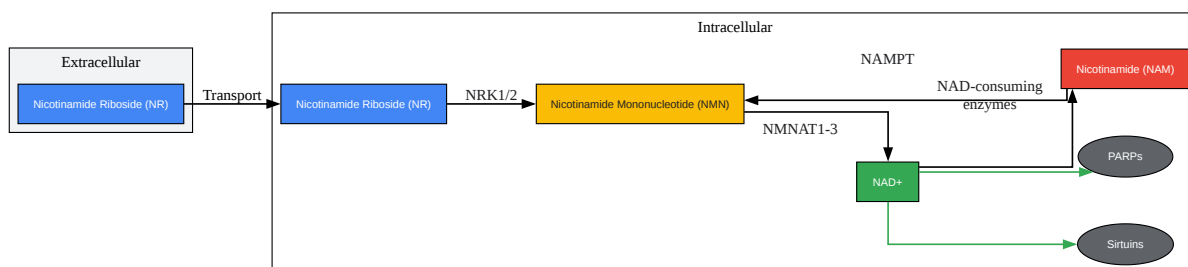 Intracellular
Extracellular
Nicotinamide Riboside (NR)
Transport
Nicotinamide Riboside (NR)
NRK1/2
Nicotinamide Mononucleotide (NMN)
NMNAT1-3
NAMPT
NAD-consuming
enzymes
Nicotinamide (NAM)
NAD+
PARPs
Sirtuins